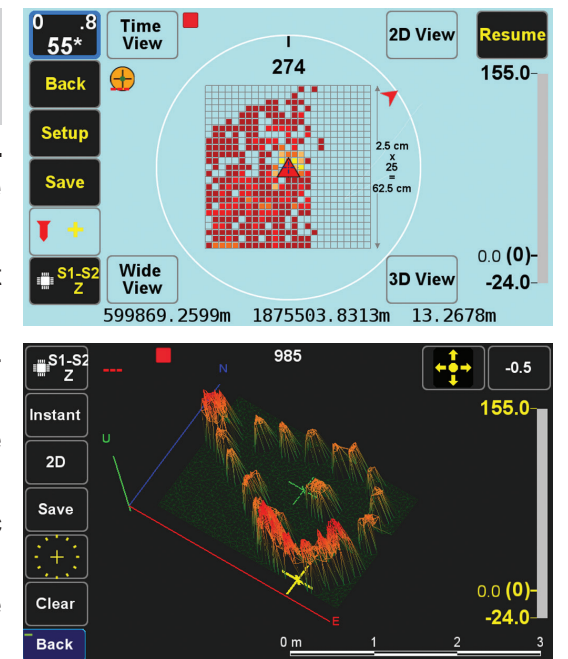 0 .8
55*
Time
View
2D View
Resume
274
155.0
Back
Setup
2.5 cm
x
25
=
62.5 cm
Save
S1-S2
Z
Wide
View
3D View
0.0 (0)
-24.0
599869.2599m 1875503.8313m 13.2678m
S1-S2
Z
---
985
-0.5
N
155.0
Instant
U
2D
Save
Clear
0.0 (0)
-24.0
E
Back
0 m 1 2 3